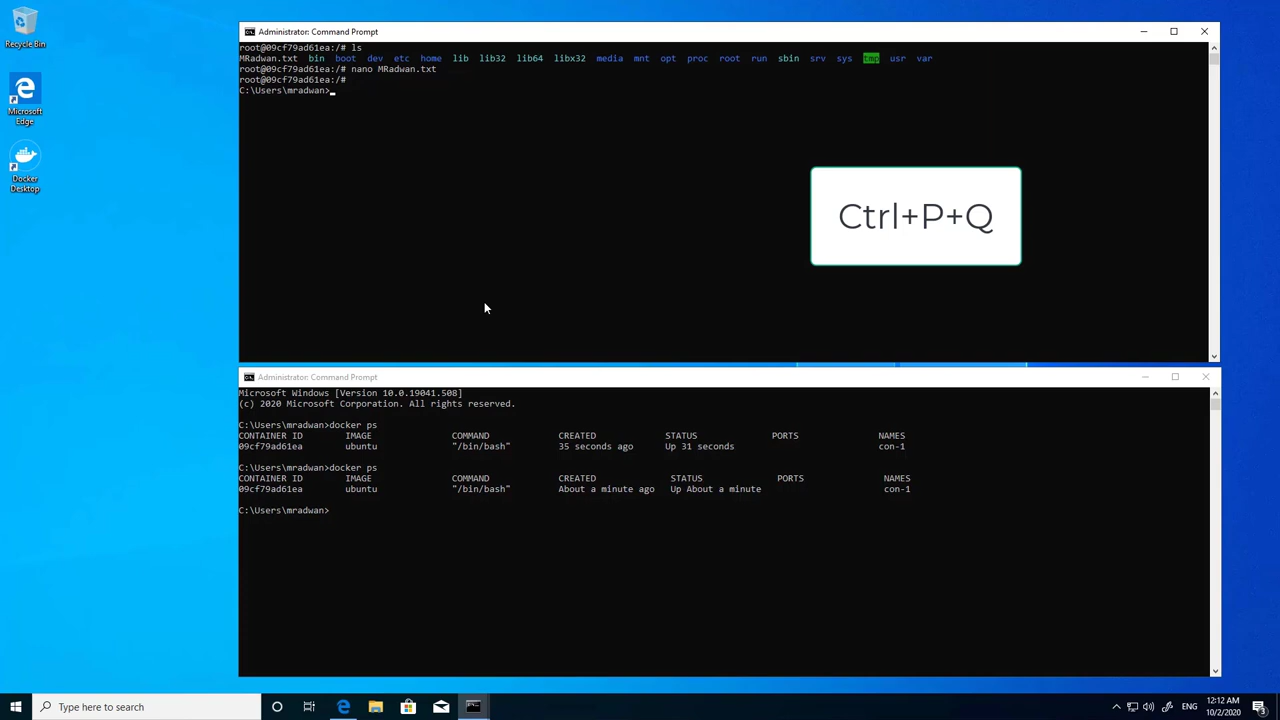 Recycle Bin
Microsoft
Edge
Docker
Desktop
Administrator: Command Prompt
root@09cf79ad61ea:/# ls
MRadwan.txt bin boot dev etc home lib lib32 lib64 libx32 media mnt opt proc root run sbin srv sys tmp usr var
root@09cf79ad61ea:/# nano MRadwan.txt
root@09cf79ad61ea:/#
C:\Users\mradwan>
Ctrl+P+Q
Administrator: Command Prompt
Microsoft Windows [Version 10.0.19041.508]
(c) 2020 Microsoft Corporation. All rights reserved.
C:\Users\mradwan>docker ps
CONTAINER ID IMAGE COMMAND CREATED STATUS PORTS NAMES
09cf79ad61ea ubuntu "/bin/bash" 35 seconds ago Up 31 seconds con-1
C:\Users\mradwan>docker ps
CONTAINER ID IMAGE COMMAND CREATED STATUS PORTS NAMES
09cf79ad61ea ubuntu "/bin/bash" About a minute ago Up About a minute con-1
C:\Users\mradwan>
Type here to search
ENG
12:12 AM
10/2/2020
3